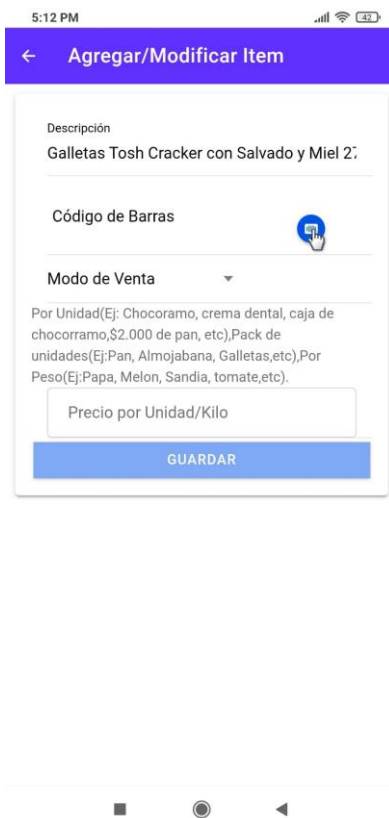 5:12 PM
42
Agregar/Modificar Item
Descripción
Galletas Tosh Cracker con Salvado y Miel
Código de Barras
Modo de Venta
Por Unidad(Ej: Chocoramo, crema dental, caja de
chocorramo,$2.000 de pan, etc),Pack de
unidades(Ej:Pan, Almojabana, Galletas,etc),Por
Peso(Ej:Papa, Melon, Sandia, tomate,etc).
Precio por Unidad/Kilo
GUARDAR